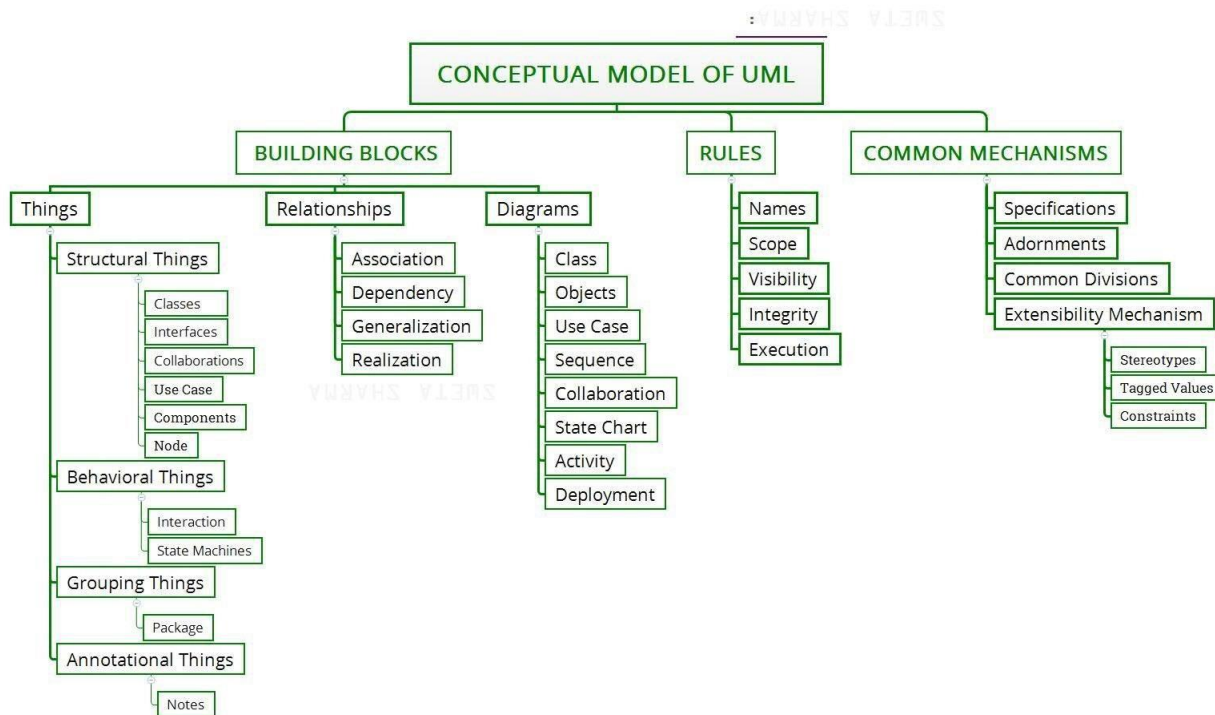 :
CONCEPTUAL MODEL OF UML
BUILDING BLOCKS
RULES
COMMON MECHANISMS
Things
Relationships
Diagrams
Structural Things
Classes
Interfaces
Collaborations
Use Case
Components
Node
Behavioral Things
Interaction
State Machines
Grouping Things
Package
Annotational Things
Notes
Association
Dependency
Generalization
Realization
Class
Objects
Use Case
Sequence
Collaboration
State Chart
Activity
Deployment
Names
Scope
Visibility
Integrity
Execution
Specifications
Adornments
Common Divisions
Extensibility Mechanism
Stereotypes
Tagged Values
Constraints